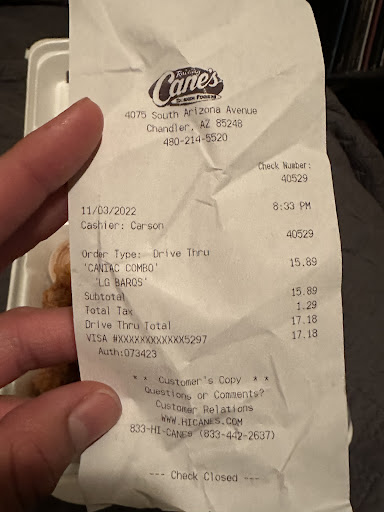 Raising
Cane's
CHICKEN FINGERS
4075 South Arizona Avenue
Chandler, AZ 85248
480-214-5520
Check Number:
40529
11/03/2022 8:33 PM
Cashier: Carson
40529
Order Type: Drive Thru
'CANIAC COMBO' 15.89
'LG BARQS'
Subtotal 15.89
Total Tax 1.29
Drive Thru Total 17.18
VISA #XXXXXXXXXXXX5297 17.18
Auth:073423
* * Customer's Copy * *
Questions or Comments?
Customer Relations
WWW.HICANES.COM
833-HI-CANES (833-442-2637)
--- Check Closed ---